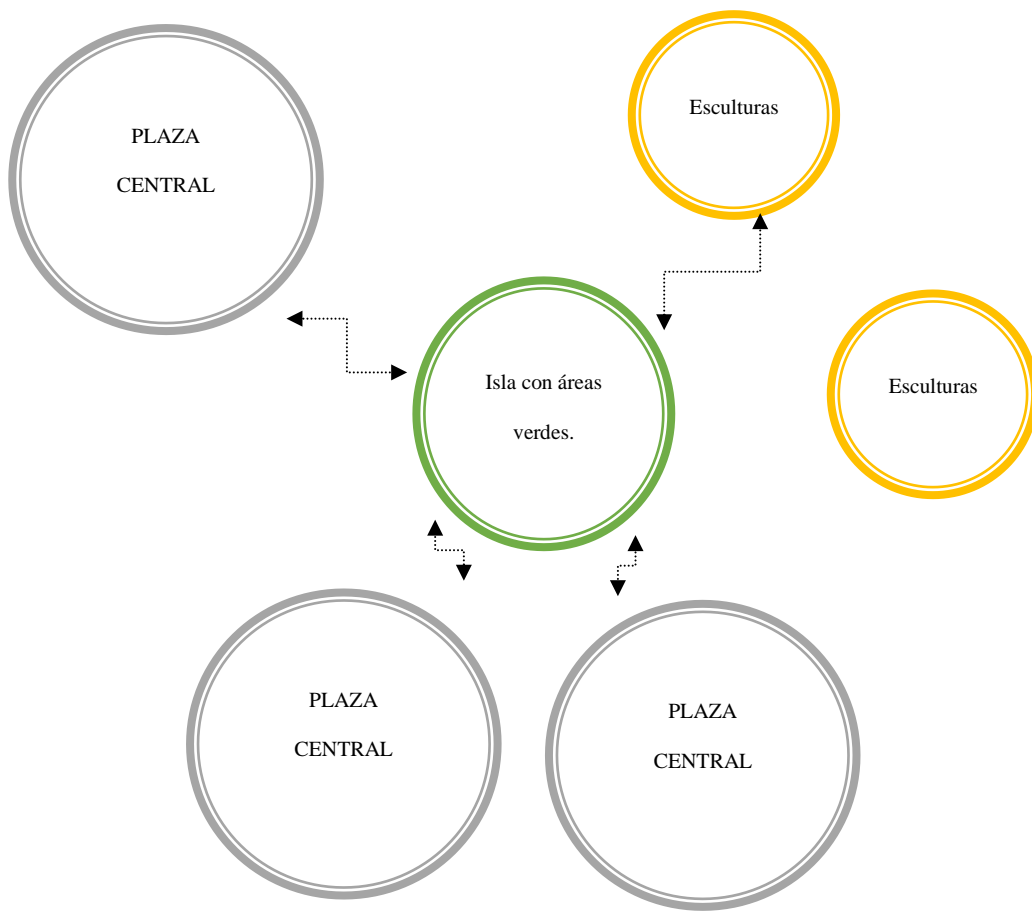 PLAZA
CENTRAL
Esculturas
Isla con áreas
verdes.
Esculturas
PLAZA
CENTRAL
PLAZA
CENTRAL